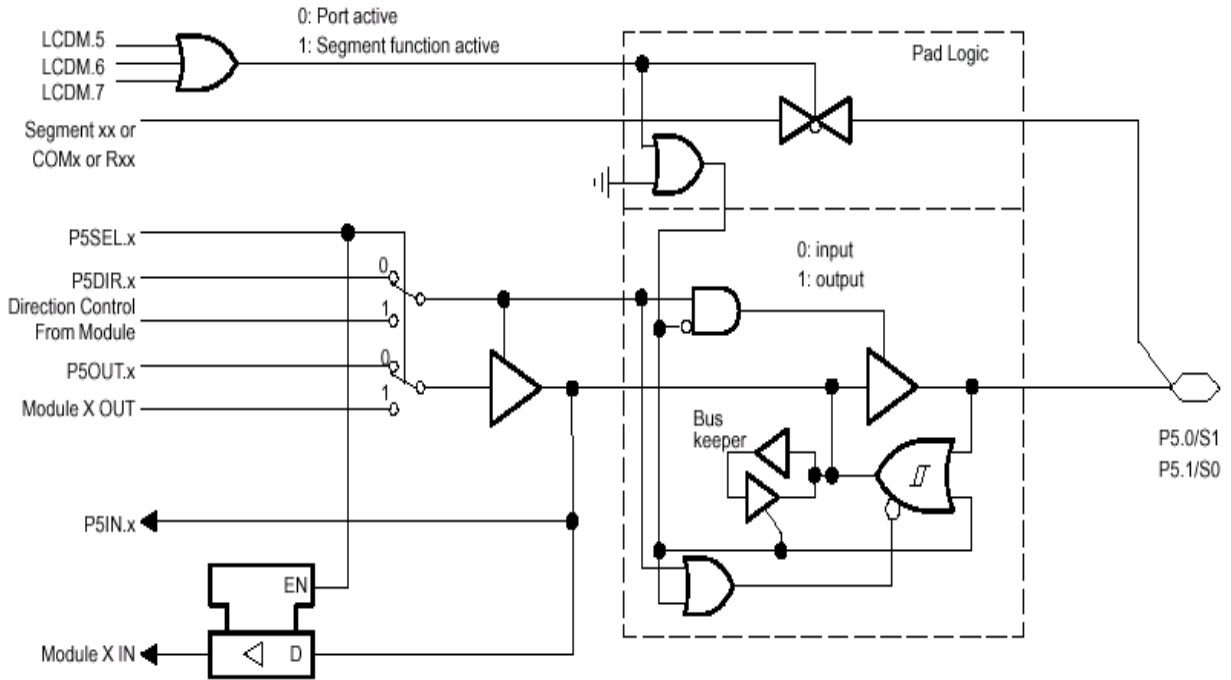 0: Port active
1: Segment function active
LCDM.5
LCDM.6
LCDM.7
Pad Logic
Segment xx or
COMx or Rxx
P5SEL.x
0: input
1: output
P5DIR.x
0
Direction Control
From Module
1
P5OUT.x
0
Module X OUT
1
Bus
keeper
P5.0/S1
P5.1/S0
P5IN.x
EN
Module X IN
D